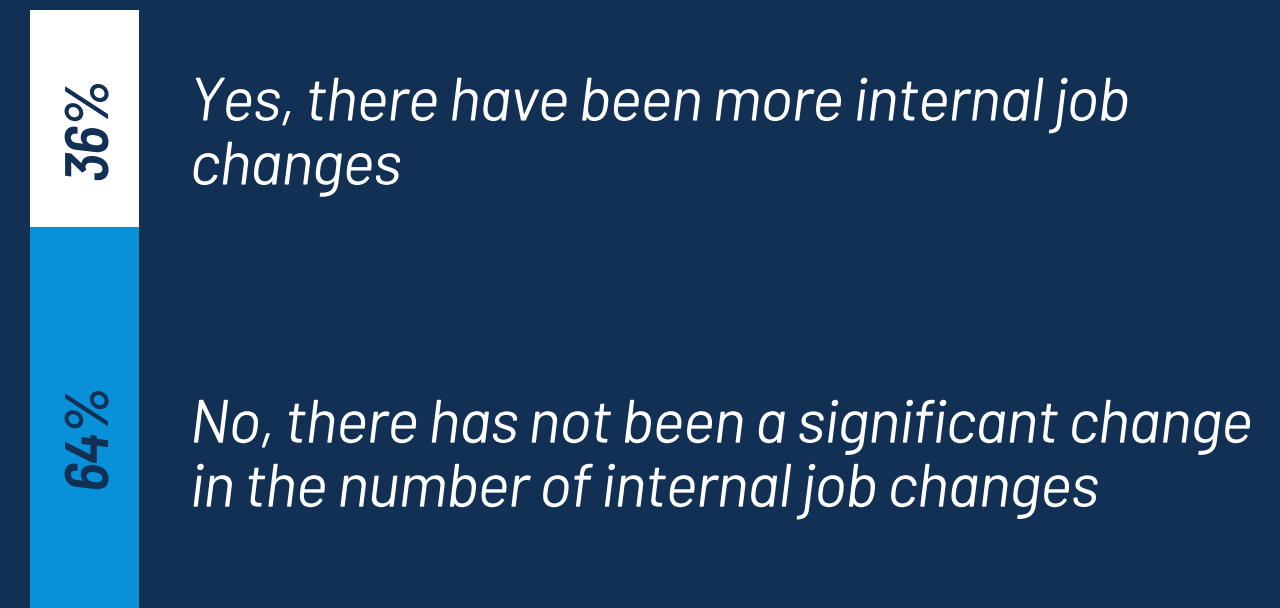 36%
Yes, there have been more internal job
changes
64%
No, there has not been a significant change
in the number of internal job changes